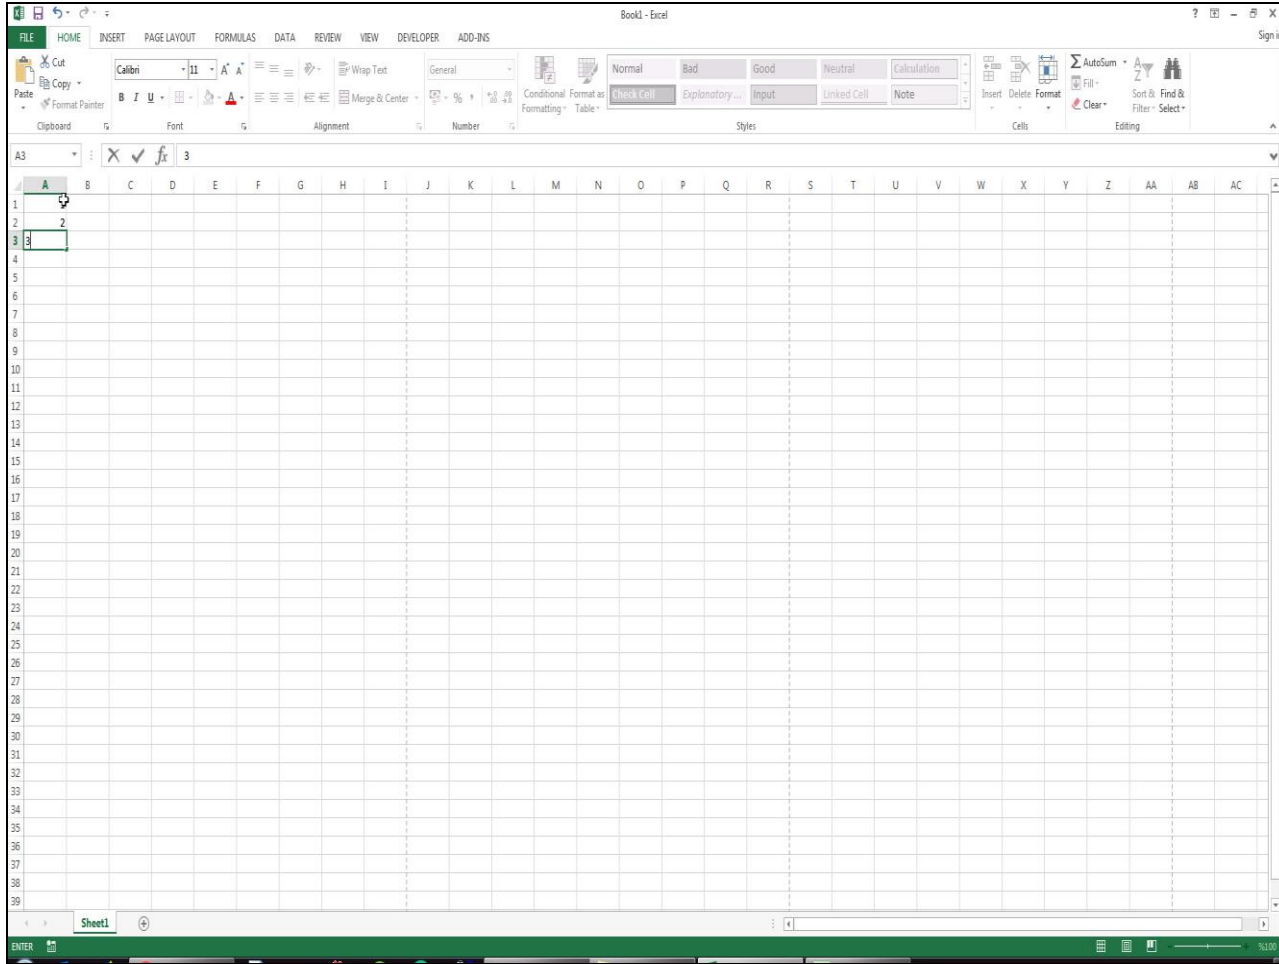 Book1 - Excel
?
Sign i
FILE HOME INSERT PAGE LAYOUT FORMULAS DATA REVIEW VIEW DEVELOPER ADD-INS
Paste
Cut
Copy
Format Painter
Clipboard
Calibri 11 A A
B I U A
Font
Wrap Text
Merge & Center
Alignment
General
%
Number
Conditional Formatting
Format as Table
Normal Bad Good Neutral Calculation
Check Cell Explanatory ... Input Linked Cell Note
Styles
Insert Delete Format
Cells
AutoSum
Fill
Clear
Sort & Filter
Find & Select
Editing
A3 fx 3
A B C D E F G H I J K L M N O P Q R S T U V W X Y Z AA AB AC
1
2 2
3 3
4
5
6
7
8
9
10
11
12
13
14
15
16
17
18
19
20
21
22
23
24
25
26
27
28
29
30
31
32
33
34
35
36
37
38
39
Sheet1
ENTER %100